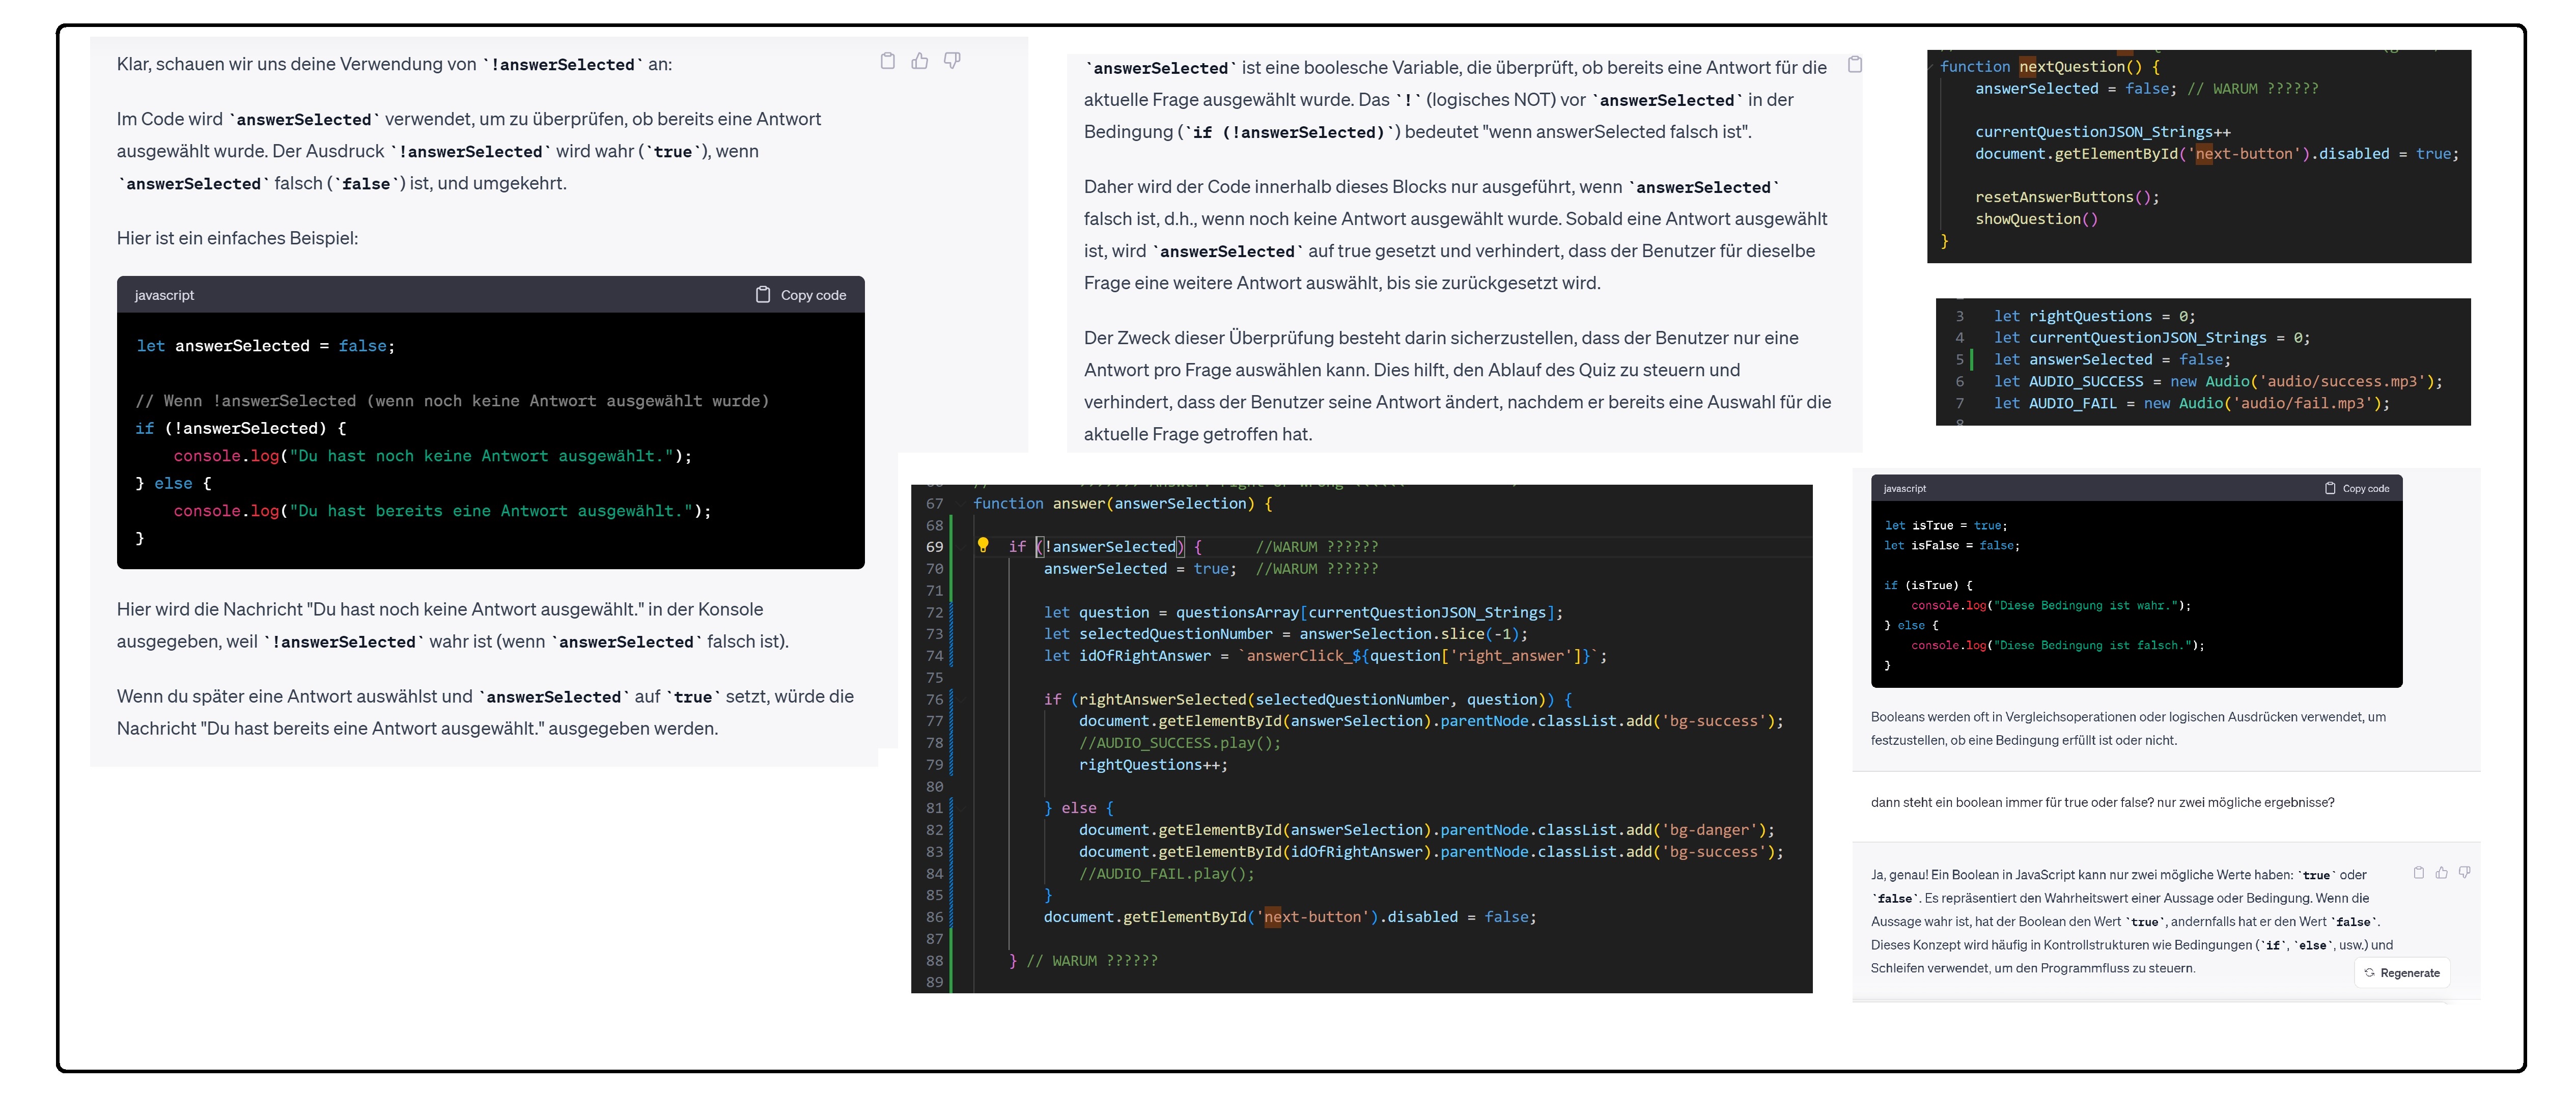 Klar, schauen wir uns deine Verwendung von `!answerSelected` an:
Im Code wird `answerSelected` verwendet, um zu überprüfen, ob bereits eine Antwort
ausgewählt wurde. Der Ausdruck `!answerSelected` wird wahr (`true`), wenn
`answerSelected` falsch (`false`) ist, und umgekehrt.
Hier ist ein einfaches Beispiel:
javascript
Copy code
let answerSelected = false;
// Wenn !answerSelected (wenn noch keine Antwort ausgewählt wurde)
if (!answerSelected) {
    console.log("Du hast noch keine Antwort ausgewählt.");
} else {
    console.log("Du hast bereits eine Antwort ausgewählt.");
}
Hier wird die Nachricht "Du hast noch keine Antwort ausgewählt." in der Konsole
ausgegeben, weil `!answerSelected` wahr ist (wenn `answerSelected` falsch ist).
Wenn du später eine Antwort auswählst und `answerSelected` auf `true` setzt, würde die
Nachricht "Du hast bereits eine Antwort ausgewählt." ausgegeben werden.
`answerSelected` ist eine boolesche Variable, die überprüft, ob bereits eine Antwort für die
aktuelle Frage ausgewählt wurde. Das `!` (logisches NOT) vor `answerSelected` in der
Bedingung (`if (!answerSelected)`) bedeutet "wenn answerSelected falsch ist".
Daher wird der Code innerhalb dieses Blocks nur ausgeführt, wenn `answerSelected`
falsch ist, d.h., wenn noch keine Antwort ausgewählt wurde. Sobald eine Antwort ausgewählt
ist, wird `answerSelected` auf true gesetzt und verhindert, dass der Benutzer für dieselbe
Frage eine weitere Antwort auswählt, bis sie zurückgesetzt wird.
Der Zweck dieser Überprüfung besteht darin sicherzustellen, dass der Benutzer nur eine
Antwort pro Frage auswählen kann. Dies hilft, den Ablauf des Quiz zu steuern und
verhindert, dass der Benutzer seine Antwort ändert, nachdem er bereits eine Auswahl für die
aktuelle Frage getroffen hat.
function nextQuestion() {
    answerSelected = false; // WARUM ??????
    currentQuestionJSON_Strings++
    document.getElementById('next-button').disabled = true;
    resetAnswerButtons();
    showQuestion()
}
3 let rightQuestions = 0;
4 let currentQuestionJSON_Strings = 0;
5 let answerSelected = false;
6 let AUDIO_SUCCESS = new Audio('audio/success.mp3');
7 let AUDIO_FAIL = new Audio('audio/fail.mp3');
67 function answer(answerSelection) {
68
69     if (!answerSelected) {      //WARUM ??????
70         answerSelected = true;  //WARUM ??????
71
72         let question = questionsArray[currentQuestionJSON_Strings];
73         let selectedQuestionNumber = answerSelection.slice(-1);
74         let idOfRightAnswer = `answerClick_${question['right_answer']}`;
75
76         if (rightAnswerSelected(selectedQuestionNumber, question)) {
77             document.getElementById(answerSelection).parentNode.classList.add('bg-success');
78             //AUDIO_SUCCESS.play();
79             rightQuestions++;
80
81         } else {
82             document.getElementById(answerSelection).parentNode.classList.add('bg-danger');
83             document.getElementById(idOfRightAnswer).parentNode.classList.add('bg-success');
84             //AUDIO_FAIL.play();
85         }
86         document.getElementById('next-button').disabled = false;
87
88     } // WARUM ??????
89
javascript
Copy code
let isTrue = true;
let isFalse = false;
if (isTrue) {
    console.log("Diese Bedingung ist wahr.");
} else {
    console.log("Diese Bedingung ist falsch.");
}
Booleans werden oft in Vergleichsoperationen oder logischen Ausdrücken verwendet, um
festzustellen, ob eine Bedingung erfüllt ist oder nicht.
dann steht ein boolean immer für true oder false? nur zwei mögliche ergebnisse?
Ja, genau! Ein Boolean in JavaScript kann nur zwei mögliche Werte haben: `true` oder
`false`. Es repräsentiert den Wahrheitswert einer Aussage oder Bedingung. Wenn die
Aussage wahr ist, hat der Boolean den Wert `true`, andernfalls hat er den Wert `false`.
Dieses Konzept wird häufig in Kontrollstrukturen wie Bedingungen (`if`, `else`, usw.) und
Schleifen verwendet, um den Programmfluss zu steuern.
Regenerate